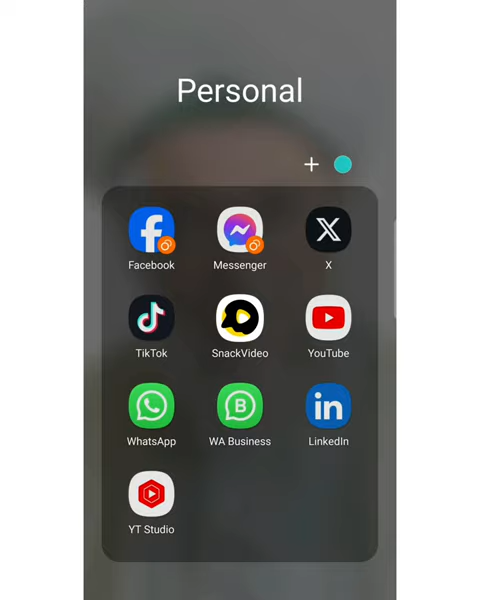 Personal
Facebook
Messenger
X
TikTok
SnackVideo
YouTube
WhatsApp
WA Business
LinkedIn
YT Studio